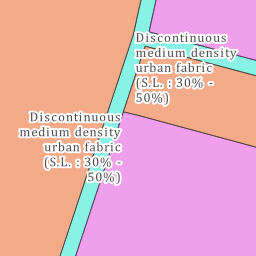 Discontinuous
medium density
urban fabric
(S.L. : 30% -
50%)
Discontinuous
medium density
urban fabric
(S.L. : 30% -
50%)